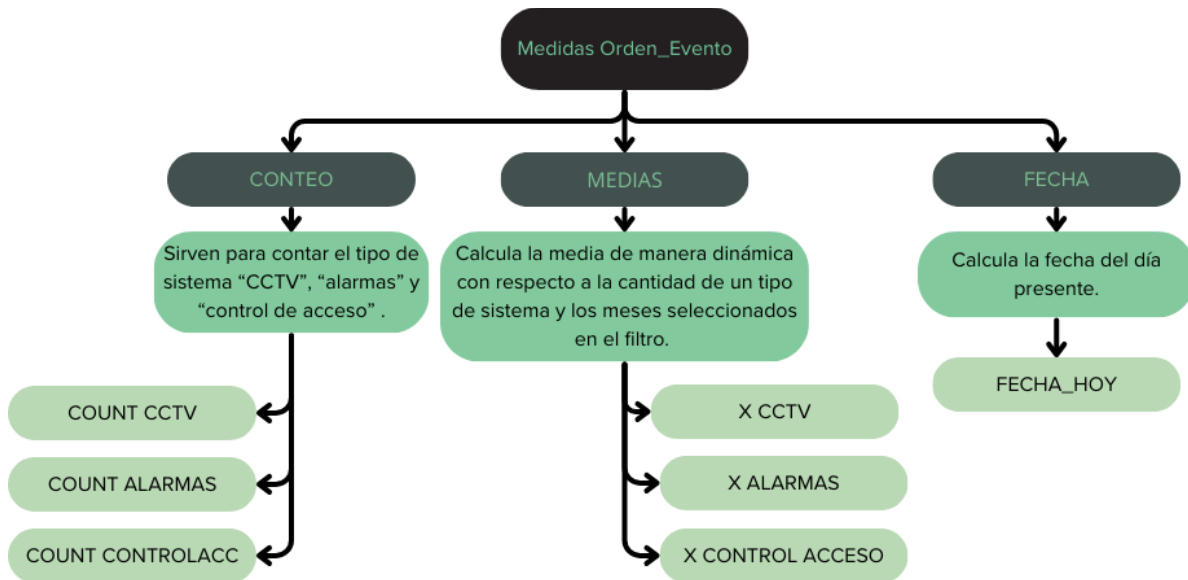 Medidas Orden_Evento
CONTEO
MEDIAS
FECHA
Sirven para contar el tipo de
sistema “CCTV”, “alarmas” y
“control de acceso” .
Calcula la media de manera dinámica
con respecto a la cantidad de un tipo
de sistema y los meses seleccionados
en el filtro.
Calcula la fecha del día
presente.
COUNT CCTV
COUNT ALARMAS
COUNT CONTROLACC
X CCTV
X ALARMAS
X CONTROL ACCESO
FECHA_HOY